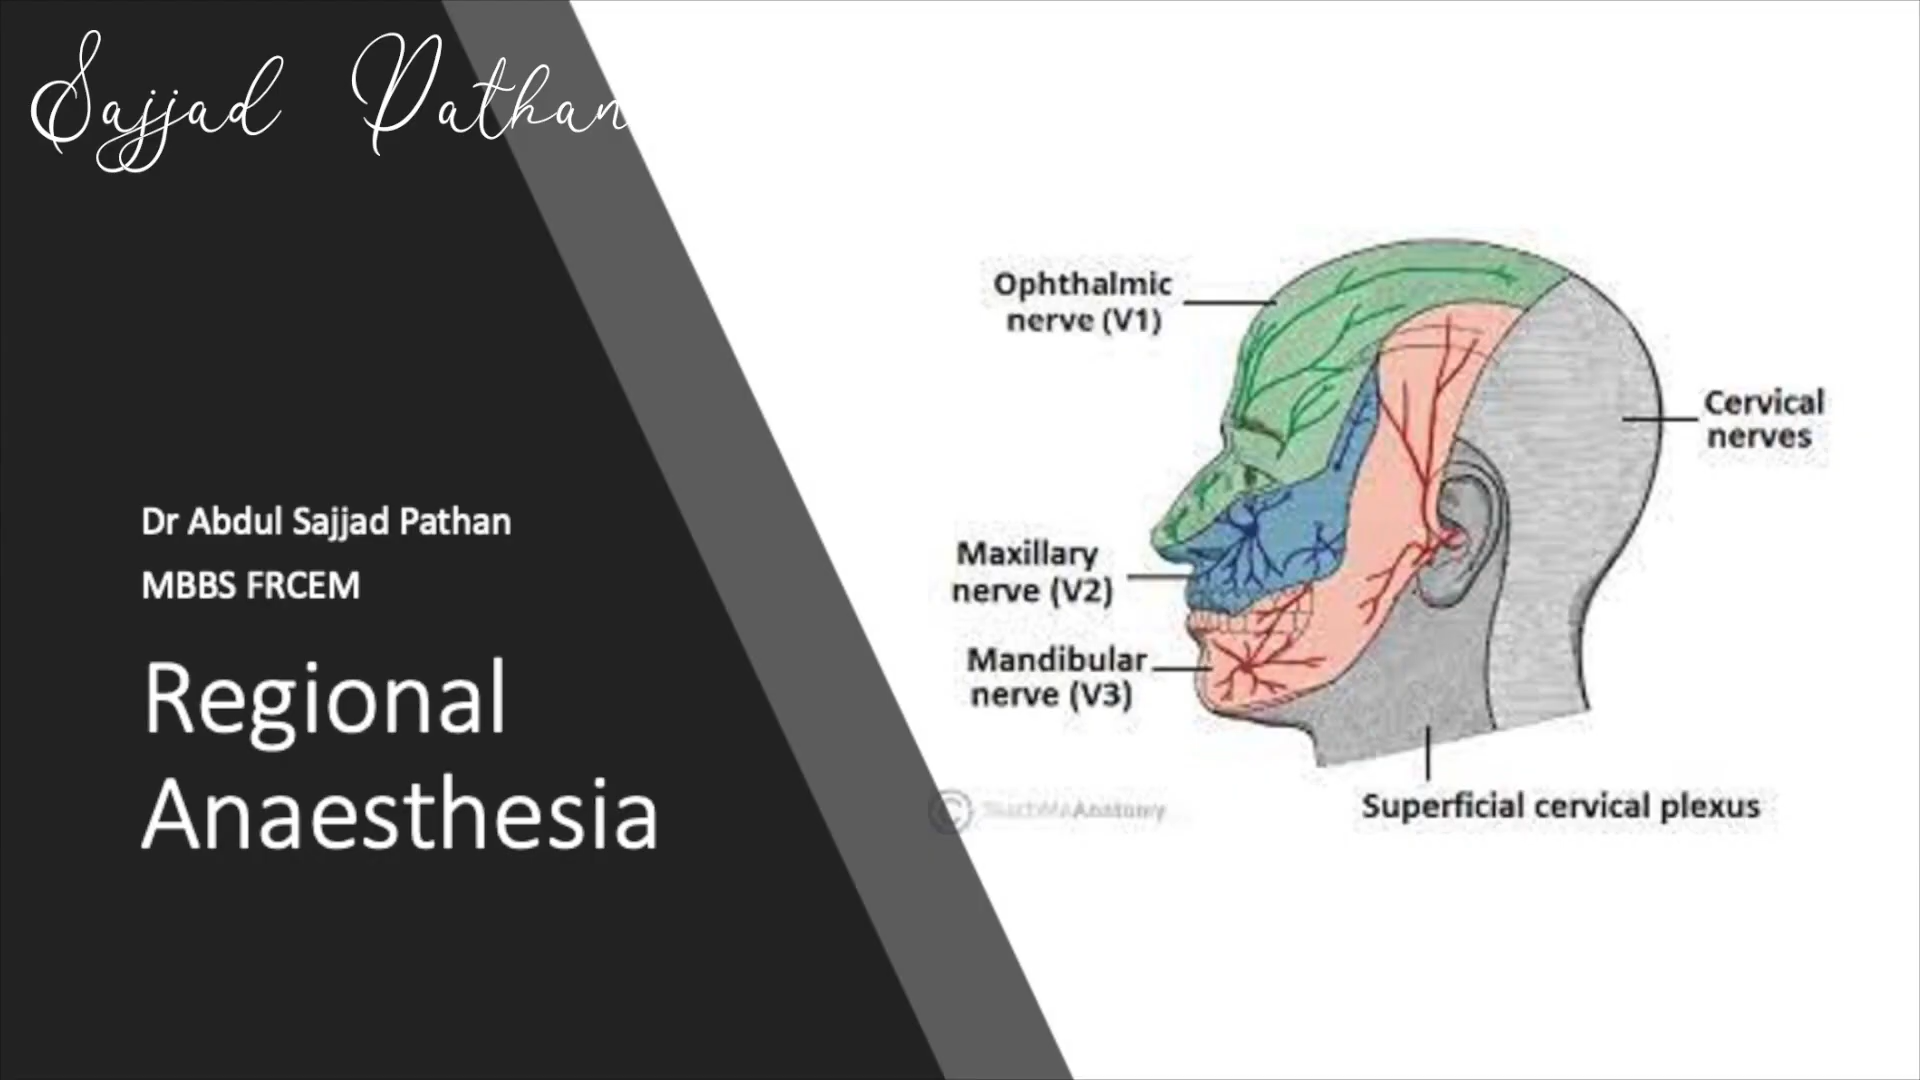 Sajjad Pathan
Dr Abdul Sajjad Pathan
MBBS FRCEM
Regional
Anaesthesia
Ophthalmic
nerve (V1)
Cervical
nerves
Maxillary
nerve (V2)
Mandibular
nerve (V3)
Superficial cervical plexus
© TeachMeAnatomy